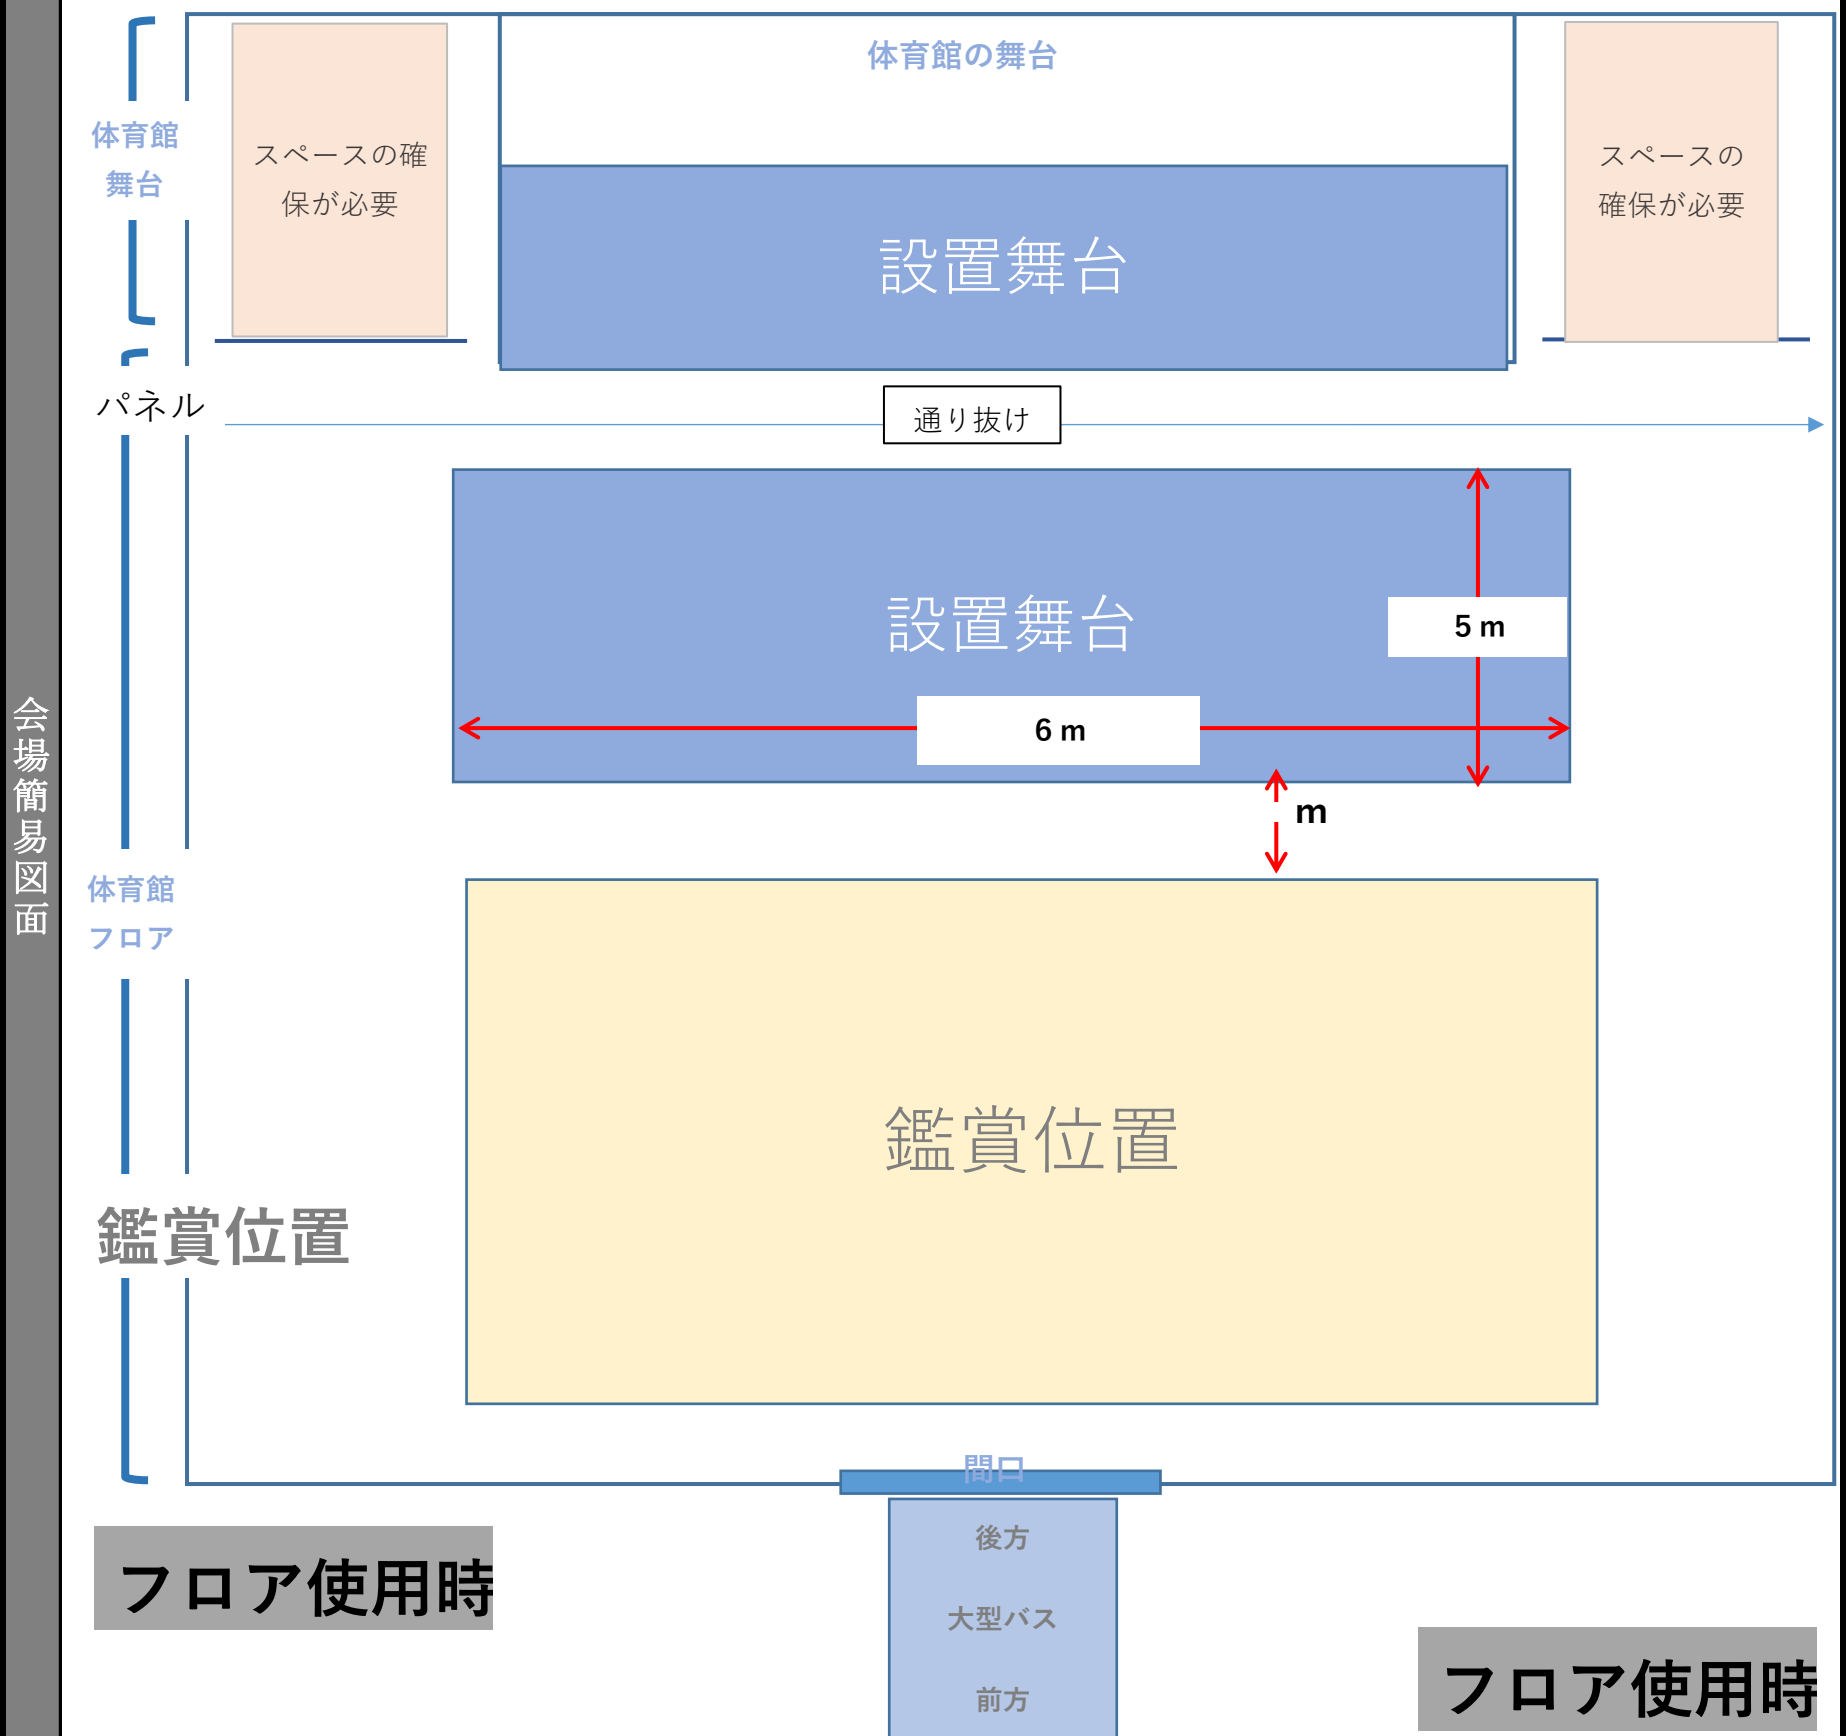 会場簡易図面
体育館の舞台
体育館
舞台
スペースの確
保が必要
スペースの
確保が必要
設置舞台
パネル
通り抜け
設置舞台
5 m
6 m
m
体育館
フロア
鑑賞位置
鑑賞位置
間口
後方
フロア使用時
大型バス
前方
フロア使用時